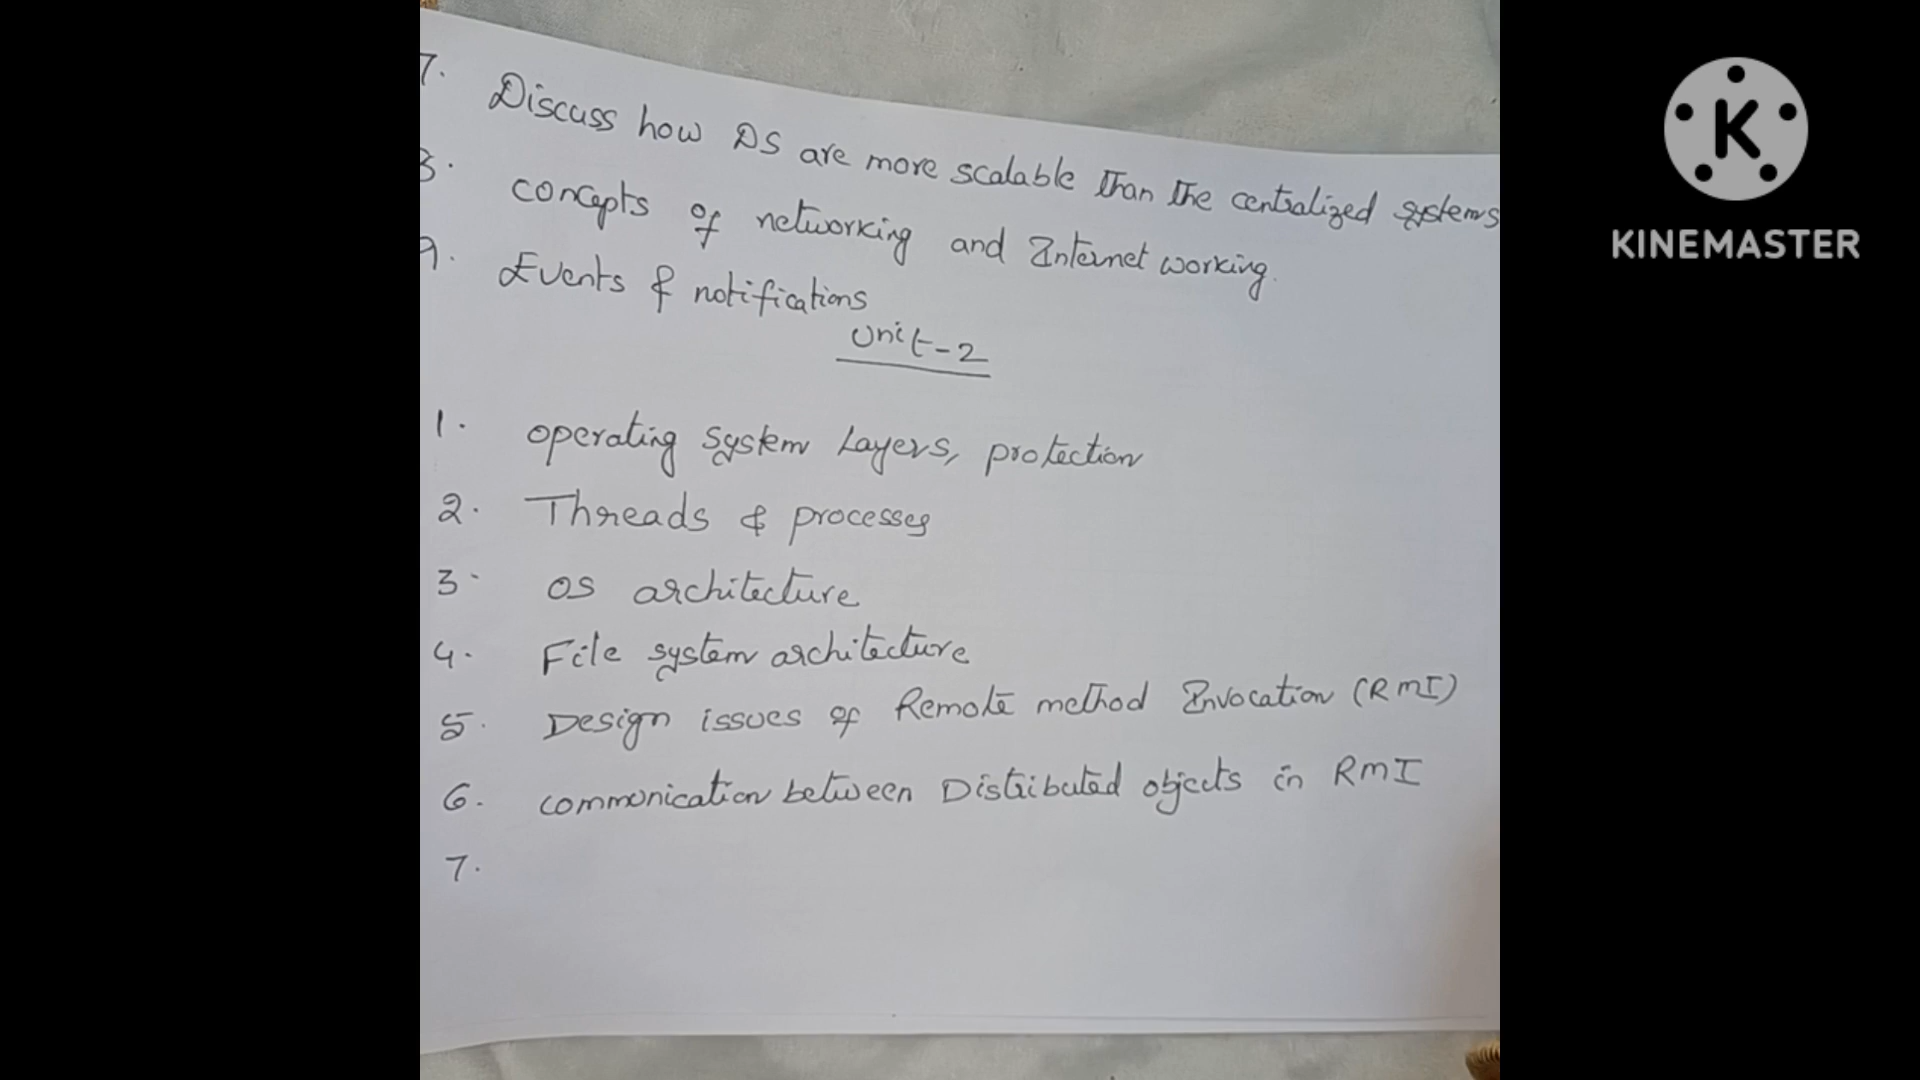 7. Discuss how DS are more scalable than the centralized systems
8. concepts of networking and Internet working.
9. Events & notifications
Unit-2
1. operating system Layers, protection
2. Threads & processes
3. OS architecture
4. File system architecture
5. Design issues of Remote method Invocation (RMI)
6. communication between Distributed objects in RMI
7.
K
KINEMASTER